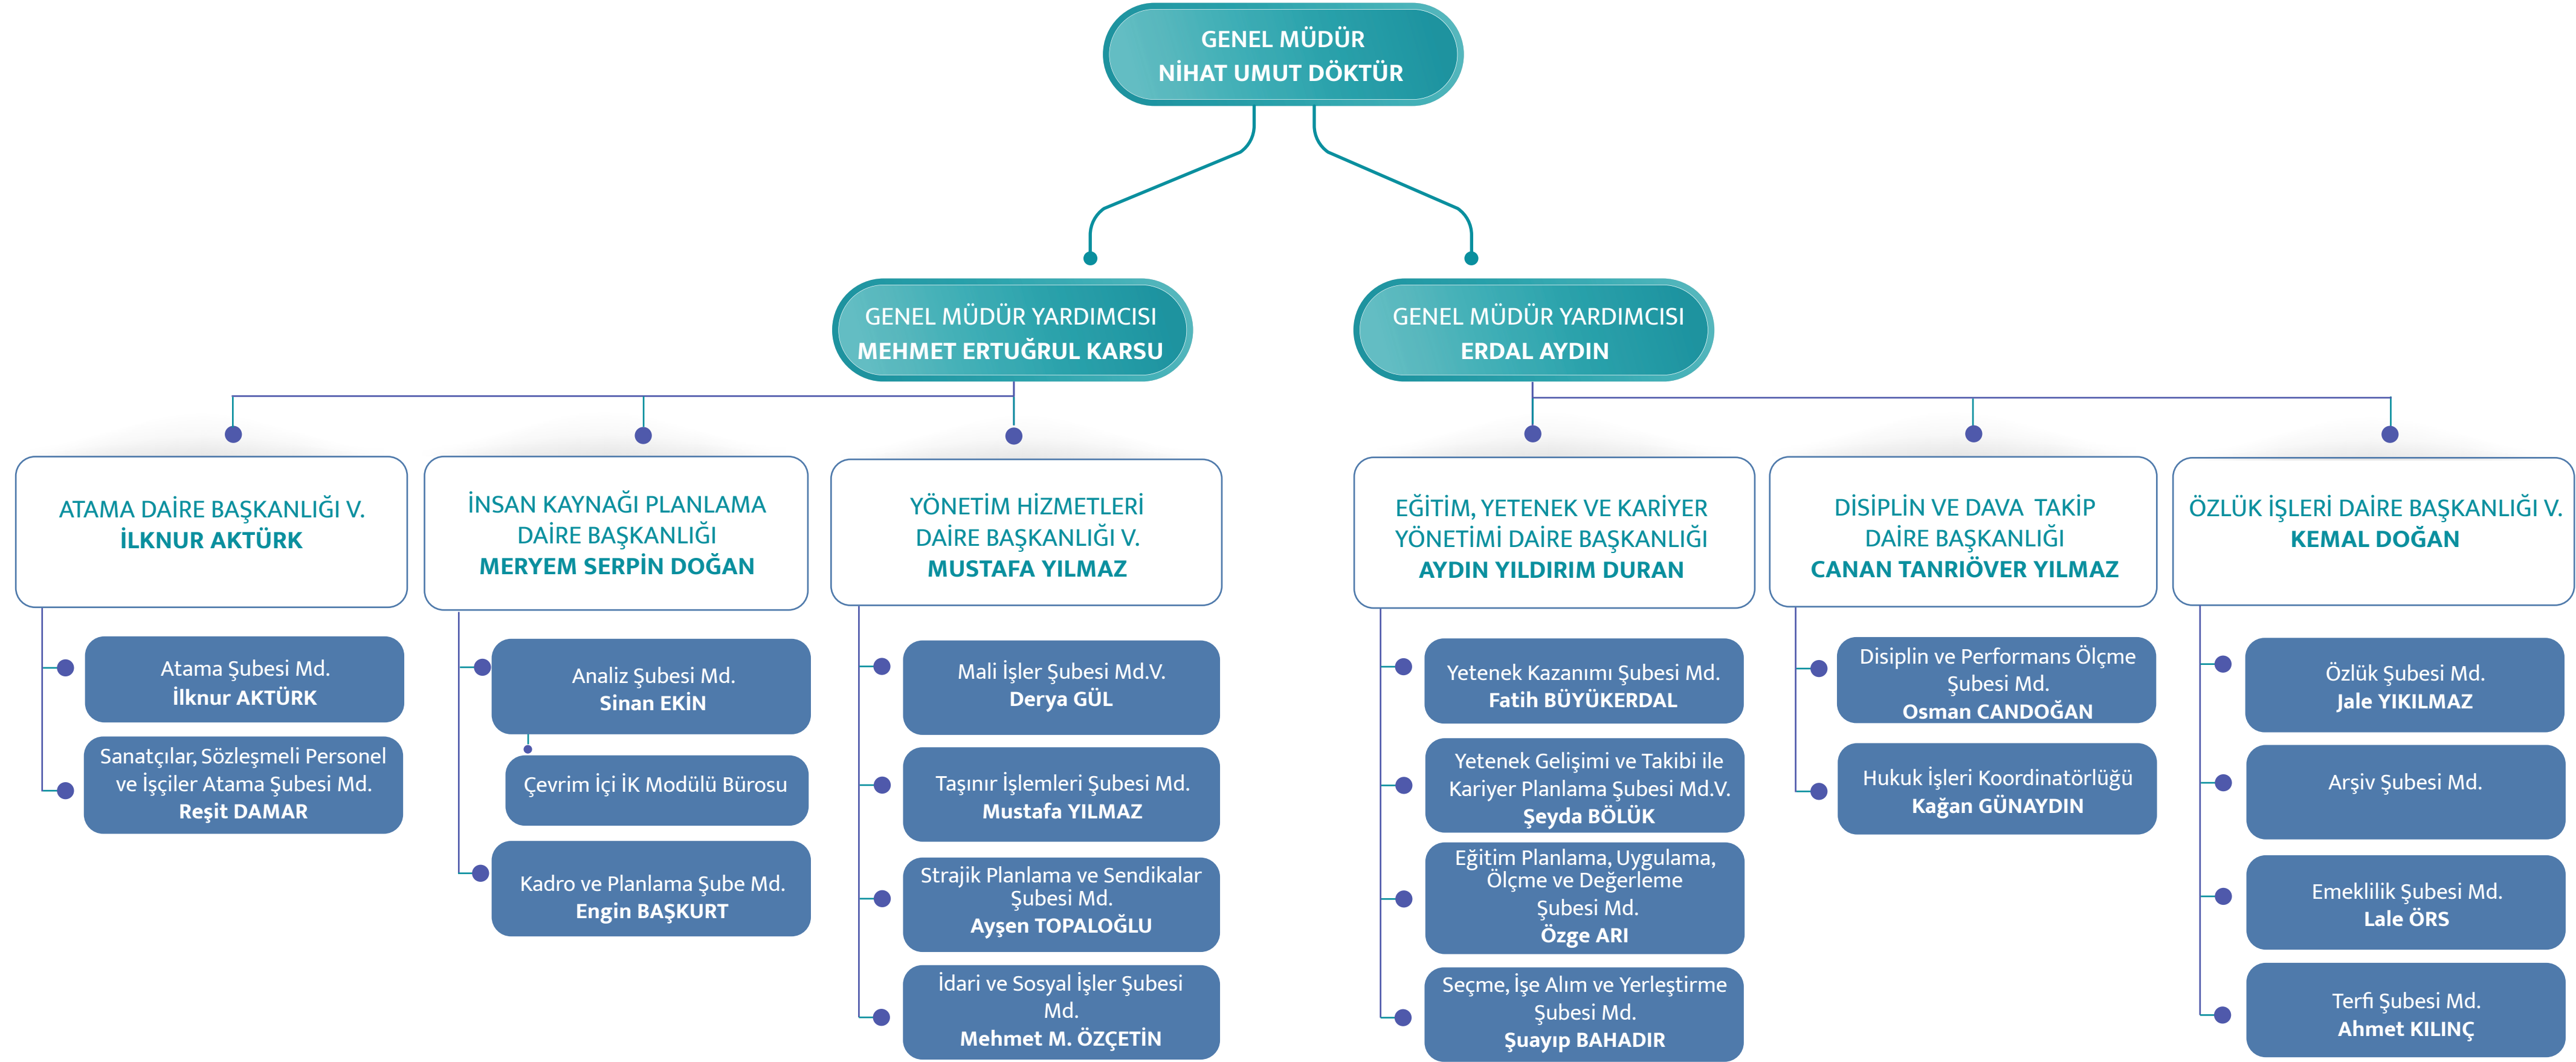 GENEL MÜDÜR
NİHAT UMUT DÖKTÜR
GENEL MÜDÜR YARDIMCISI
MEHMET ERTUĞRUL KARSU
GENEL MÜDÜR YARDIMCISI
ERDAL AYDIN
ATAMA DAİRE BAŞKANLIĞI V.
İLKNUR AKTÜRK
Atama Şubesi Md.
İlknur AKTÜRK
Sanatçılar, Sözleşmeli Personel
ve İşçiler Atama Şubesi Md.
Reşit DAMAR
İNSAN KAYNAĞI PLANLAMA
DAİRE BAŞKANLIĞI
MERYEM SERPİN DOĞAN
Analiz Şubesi Md.
Sinan EKİN
Çevrim İçi İK Modülü Bürosu
Kadro ve Planlama Şube Md.
Engin BAŞKURT
YÖNETİM HİZMETLERİ
DAİRE BAŞKANLIĞI V.
MUSTAFA YILMAZ
Mali İşler Şubesi Md.V.
Derya GÜL
Taşınır İşlemleri Şubesi Md.
Mustafa YILMAZ
Strajik Planlama ve Sendikalar
Şubesi Md.
Ayşen TOPALOĞLU
İdari ve Sosyal İşler Şubesi
Md.
Mehmet M. ÖZÇETİN
EĞİTİM, YETENEK VE KARİYER
YÖNETİMİ DAİRE BAŞKANLIĞI
AYDIN YILDIRIM DURAN
Yetenek Kazanımı Şubesi Md.
Fatih BÜYÜKERDAL
Yetenek Gelişimi ve Takibi ile
Kariyer Planlama Şubesi Md.V.
Şeyda BÖLÜK
Eğitim Planlama, Uygulama,
Ölçme ve Değerleme
Şubesi Md.
Özge ARI
Seçme, İşe Alım ve Yerleştirme
Şubesi Md.
Şuayıp BAHADIR
DİSİPLİN VE DAVA TAKİP
DAİRE BAŞKANLIĞI
CANAN TANRIÖVER YILMAZ
Disiplin ve Performans Ölçme
Şubesi Md.
Osman CANDOĞAN
Hukuk İşleri Koordinatörlüğü
Kağan GÜNAYDIN
ÖZLÜK İŞLERİ DAİRE BAŞKANLIĞI V.
KEMAL DOĞAN
Özlük Şubesi Md.
Jale YIKILMAZ
Arşiv Şubesi Md.
Emeklilik Şubesi Md.
Lale ÖRS
Terfi Şubesi Md.
Ahmet KILINÇ